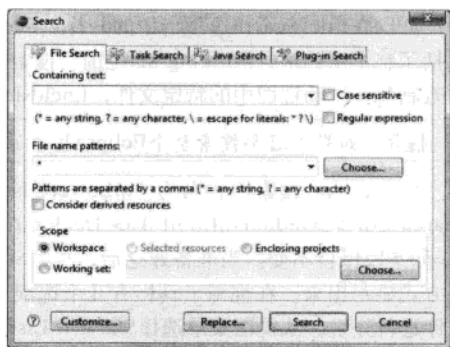 Search
File Search Task Search Java Search Plug-in Search
Containing text:
Case sensitive
(* = any string, ? = any character, \ = escape for literals: * ? \) Regular expression
File name patterns:
* Choose...
Patterns are separated by a comma (* = any string, ? = any character)
Consider derived resources
Scope
Workspace Selected resources Enclosing projects
Working set: Choose...
? Customize... Replace... Search Cancel